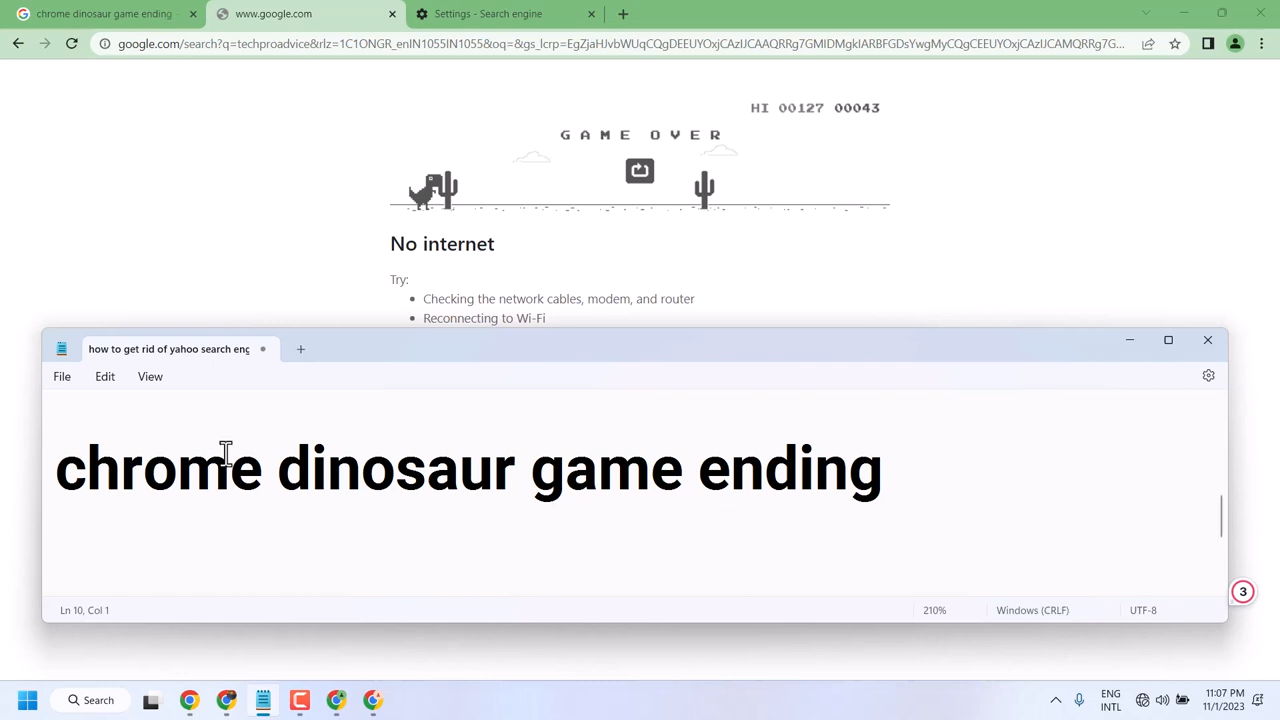 chrome dinosaur game ending
www.google.com
Settings - Search engine
google.com/search?q=techproadvice&rlz=1C1ONGR_enIN1055IN1055&oq=&gs_lcrp=EgZjaHJvbWUqCQgDEEUYOxjCAzIJCAAQRRg7GMIDMgkIARBFGDsYwgMyCQgCEEUYOxjCAzIJCAMQRRg7G...
HI 00127 00043
GAME OVER
No internet
Try:
Checking the network cables, modem, and router
Reconnecting to Wi-Fi
how to get rid of yahoo search eng
File Edit View
chrome dinosaur game ending
Ln 10, Col 1
210%
Windows (CRLF)
UTF-8
3
Search
ENG
INTL
11:07 PM
11/1/2023